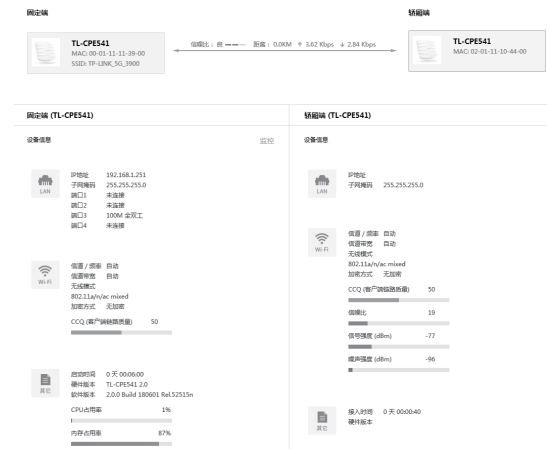 固定端
轿厢端
TL-CPE541
MAC: 00-01-11-11-39-00
SSID: TP-LINK_5G_3900
信噪比： 良 距离： 0.0KM ↑ 3.62 Kbps ↓ 2.84 Kbps
TL-CPE541
MAC: 02-01-11-10-44-00
固定端 (TL-CPE541)
设备信息
监控
LAN
IP地址 192.168.1.251
子网掩码 255.255.255.0
端口1 未连接
端口2 未连接
端口3 100M 全双工
端口4 未连接
Wi-Fi
信道 / 频率 自动
信道带宽 自动
无线模式
802.11a/n/ac mixed
加密方式 无加密
CCQ (客户端链路质量) 50
其它
启动时间 0 天 00:06:00
硬件版本 TL-CPE541 2.0
软件版本 2.0.0 Build 180601 Rel.52515n
CPU占用率 1%
内存占用率 87%
轿厢端 (TL-CPE541)
设备信息
LAN
IP地址
子网掩码 255.255.255.0
Wi-Fi
信道 / 频率 自动
信道带宽 自动
无线模式
802.11a/n/ac mixed
加密方式 无加密
CCQ (客户端链路质量) 50
信噪比 19
信号强度 (dBm) -77
噪声强度 (dBm) -96
其它
接入时间 0 天 00:00:40
硬件版本